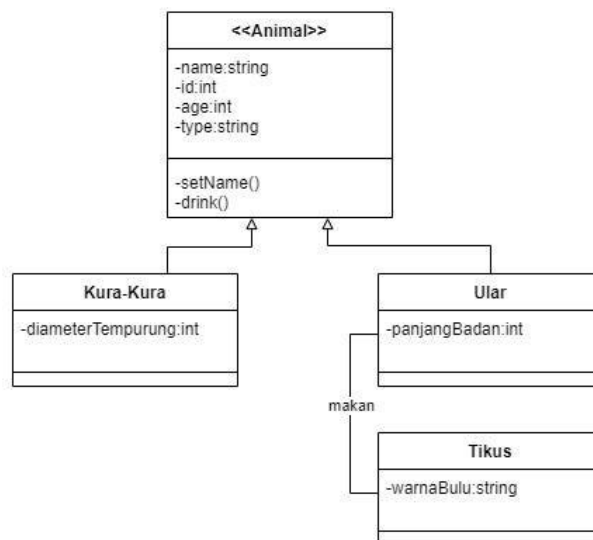 <<Animal>>
-name:string
-id:int
-age:int
-type:string
-setName()
-drink()
Kura-Kura
-diameterTempurung:int
Ular
-panjangBadan:int
makan
Tikus
-warnaBulu:string